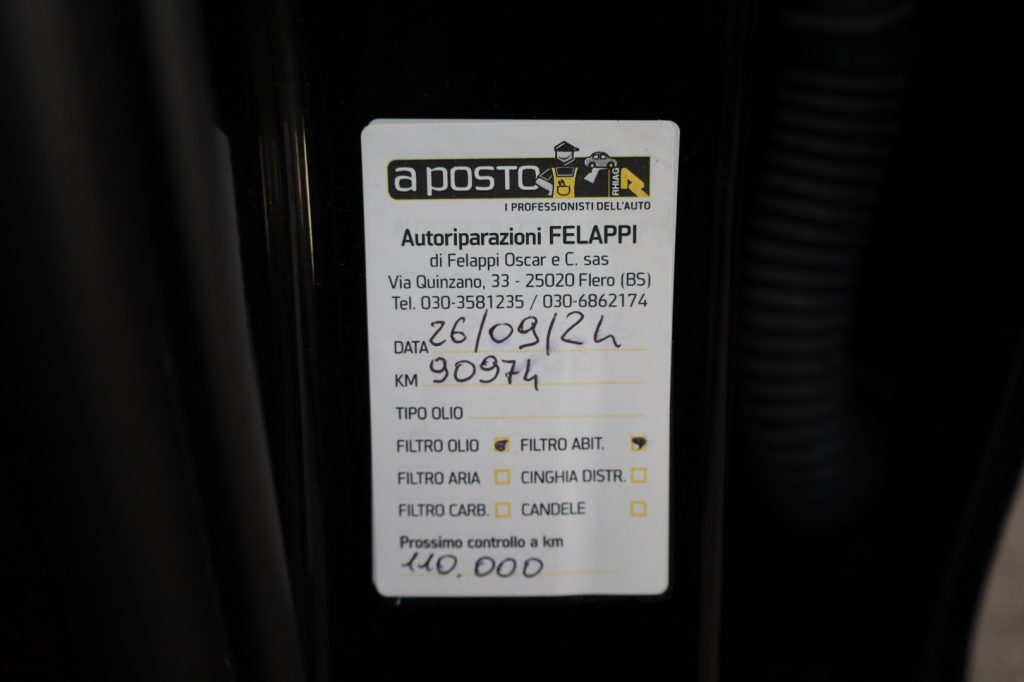 a POSTO
RHIAG
I PROFESSIONISTI DELL'AUTO
Autoriparazioni FELAPPI
di Felappi Oscar e C. sas
Via Quinzano, 33 - 25020 Flero (BS)
Tel. 030-3581235 / 030-6862174
DATA 26/09/24
KM 90974
TIPO OLIO
FILTRO OLIO FILTRO ABIT.
FILTRO ARIA CINGHIA DISTR.
FILTRO CARB. CANDELE
Prossimo controllo a km
110.000